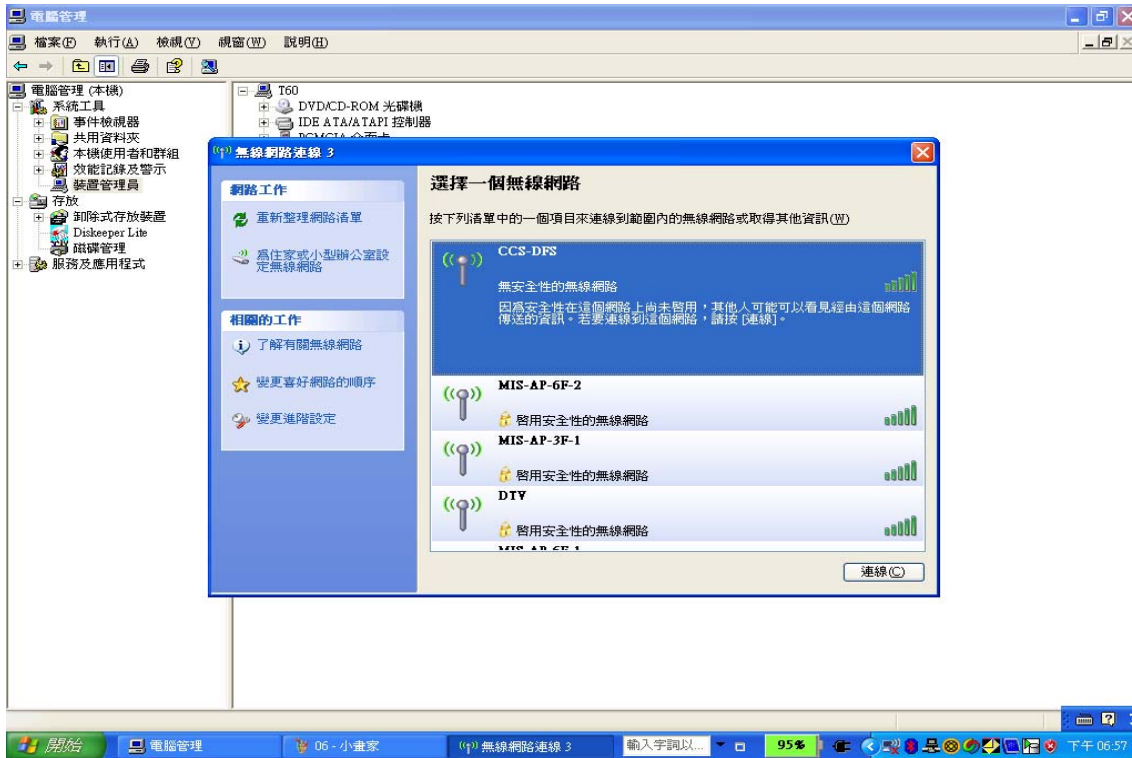 電腦管理
檔案(F) 執行(A) 檢視(V) 視窗(W) 說明(H)
電腦管理 (本機)
系統工具
事件檢視器
共用資料夾
本機使用者和群組
效能記錄及警示
裝置管理員
存放
卸除式存放裝置
Diskeeper Lite
磁碟管理
服務及應用程式
T60
DVD/CD-ROM 光碟機
IDE ATA/ATAPI 控制器
PCMCIA 介面卡
無線網路連線 3
網路工作
重新整理網路清單
為住家或小型辦公室設
定無線網路
相關的工作
了解有關無線網路
變更喜好網路的順序
變更進階設定
選擇一個無線網路
按下列清單中的一個項目來連線到範圍內的無線網路或取得其他資訊(W)
CCS-DFS
無安全性的無線網路
因為安全性在這個網路上尚未啟用，其他人可能可以看見經由這個網路
傳送的資訊。若要連線到這個網路，請按 [連線]。
MIS-AP-6F-2
啟用安全性的無線網路
MIS-AP-3F-1
啟用安全性的無線網路
DTV
啟用安全性的無線網路
MIS-AP-6F-1
連線(C)
開始
電腦管理
06 - 小畫家
無線網路連線 3
輸入字詞以...
95%
下午 06:57